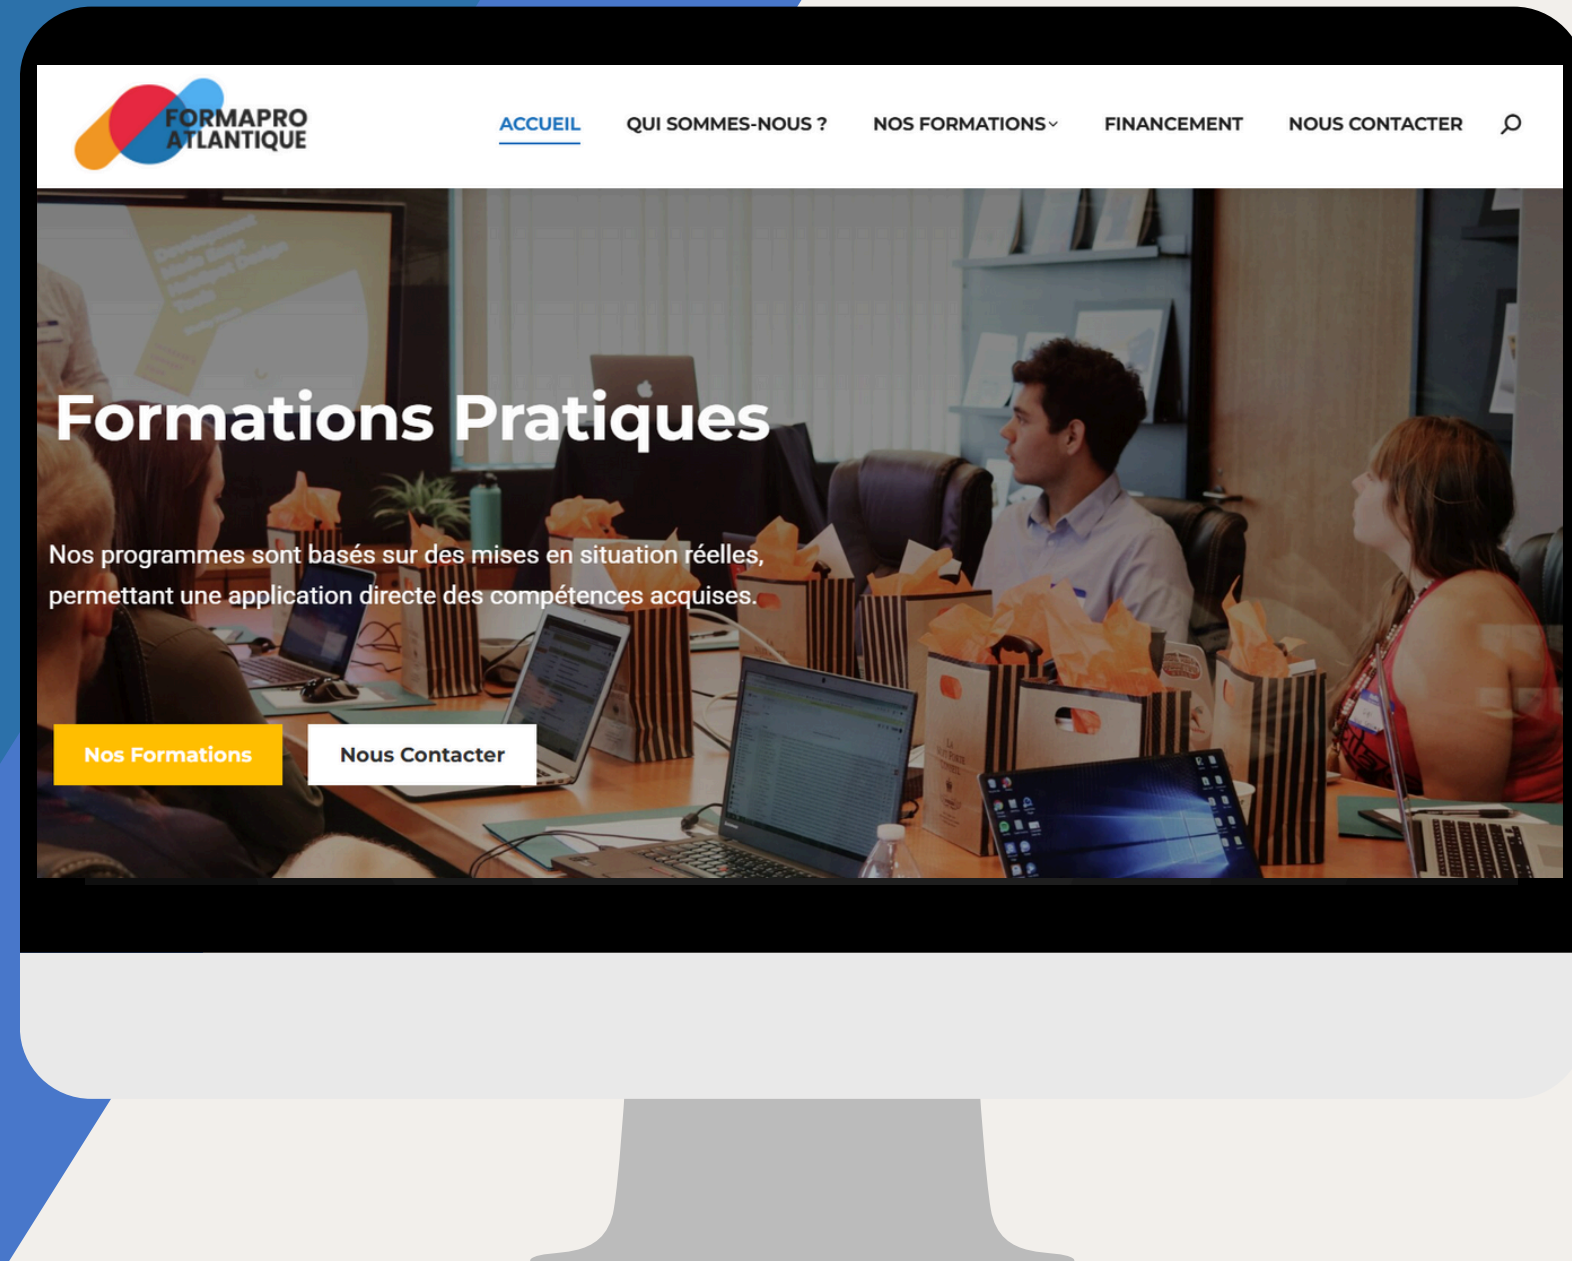 FORMAPRO
ATLANTIQUE
ACCUEIL
QUI SOMMES-NOUS ?
NOS FORMATIONS
FINANCEMENT
NOUS CONTACTER
Formations Pratiques
Nos programmes sont basés sur des mises en situation réelles,
permettant une application directe des compétences acquises.
Nos Formations
Nous Contacter